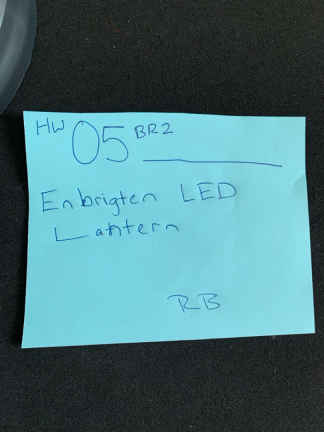 HW 05 BR2
Enbrigten LED
Lantern
RB